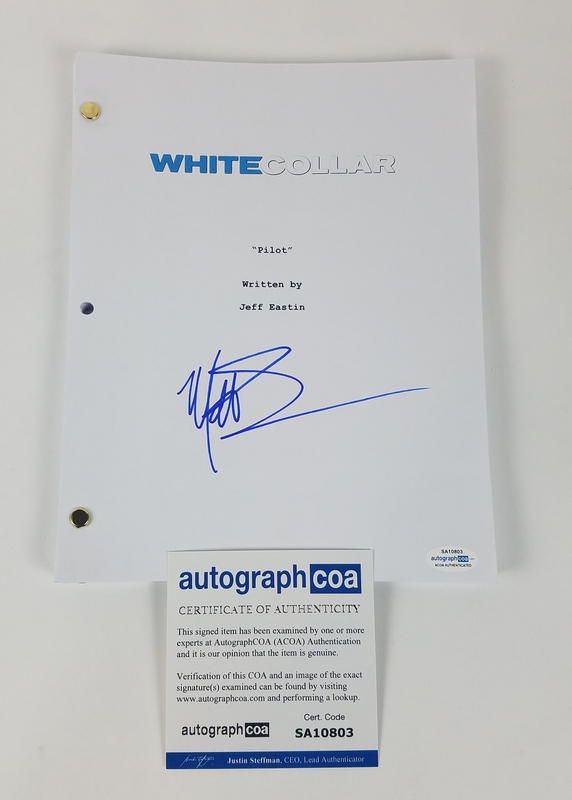 WHITECOLLAR
"Pilot"
Written by
Jeff Eastin
SA10803
autographcoa
ACOA AUTHENTICATED
autographcoa
CERTIFICATE OF AUTHENTICITY
This signed item has been examined by one or more
experts at AutographCOA (ACOA) Authentication
and it is our opinion that the item is genuine.
Verification of this COA and an image of the exact
signature(s) examined can be found by visiting
www.autographcoa.com and performing a lookup.
Cert. Code
autographcoa
SA10803
Justin Steffman, CEO, Lead Authenticator